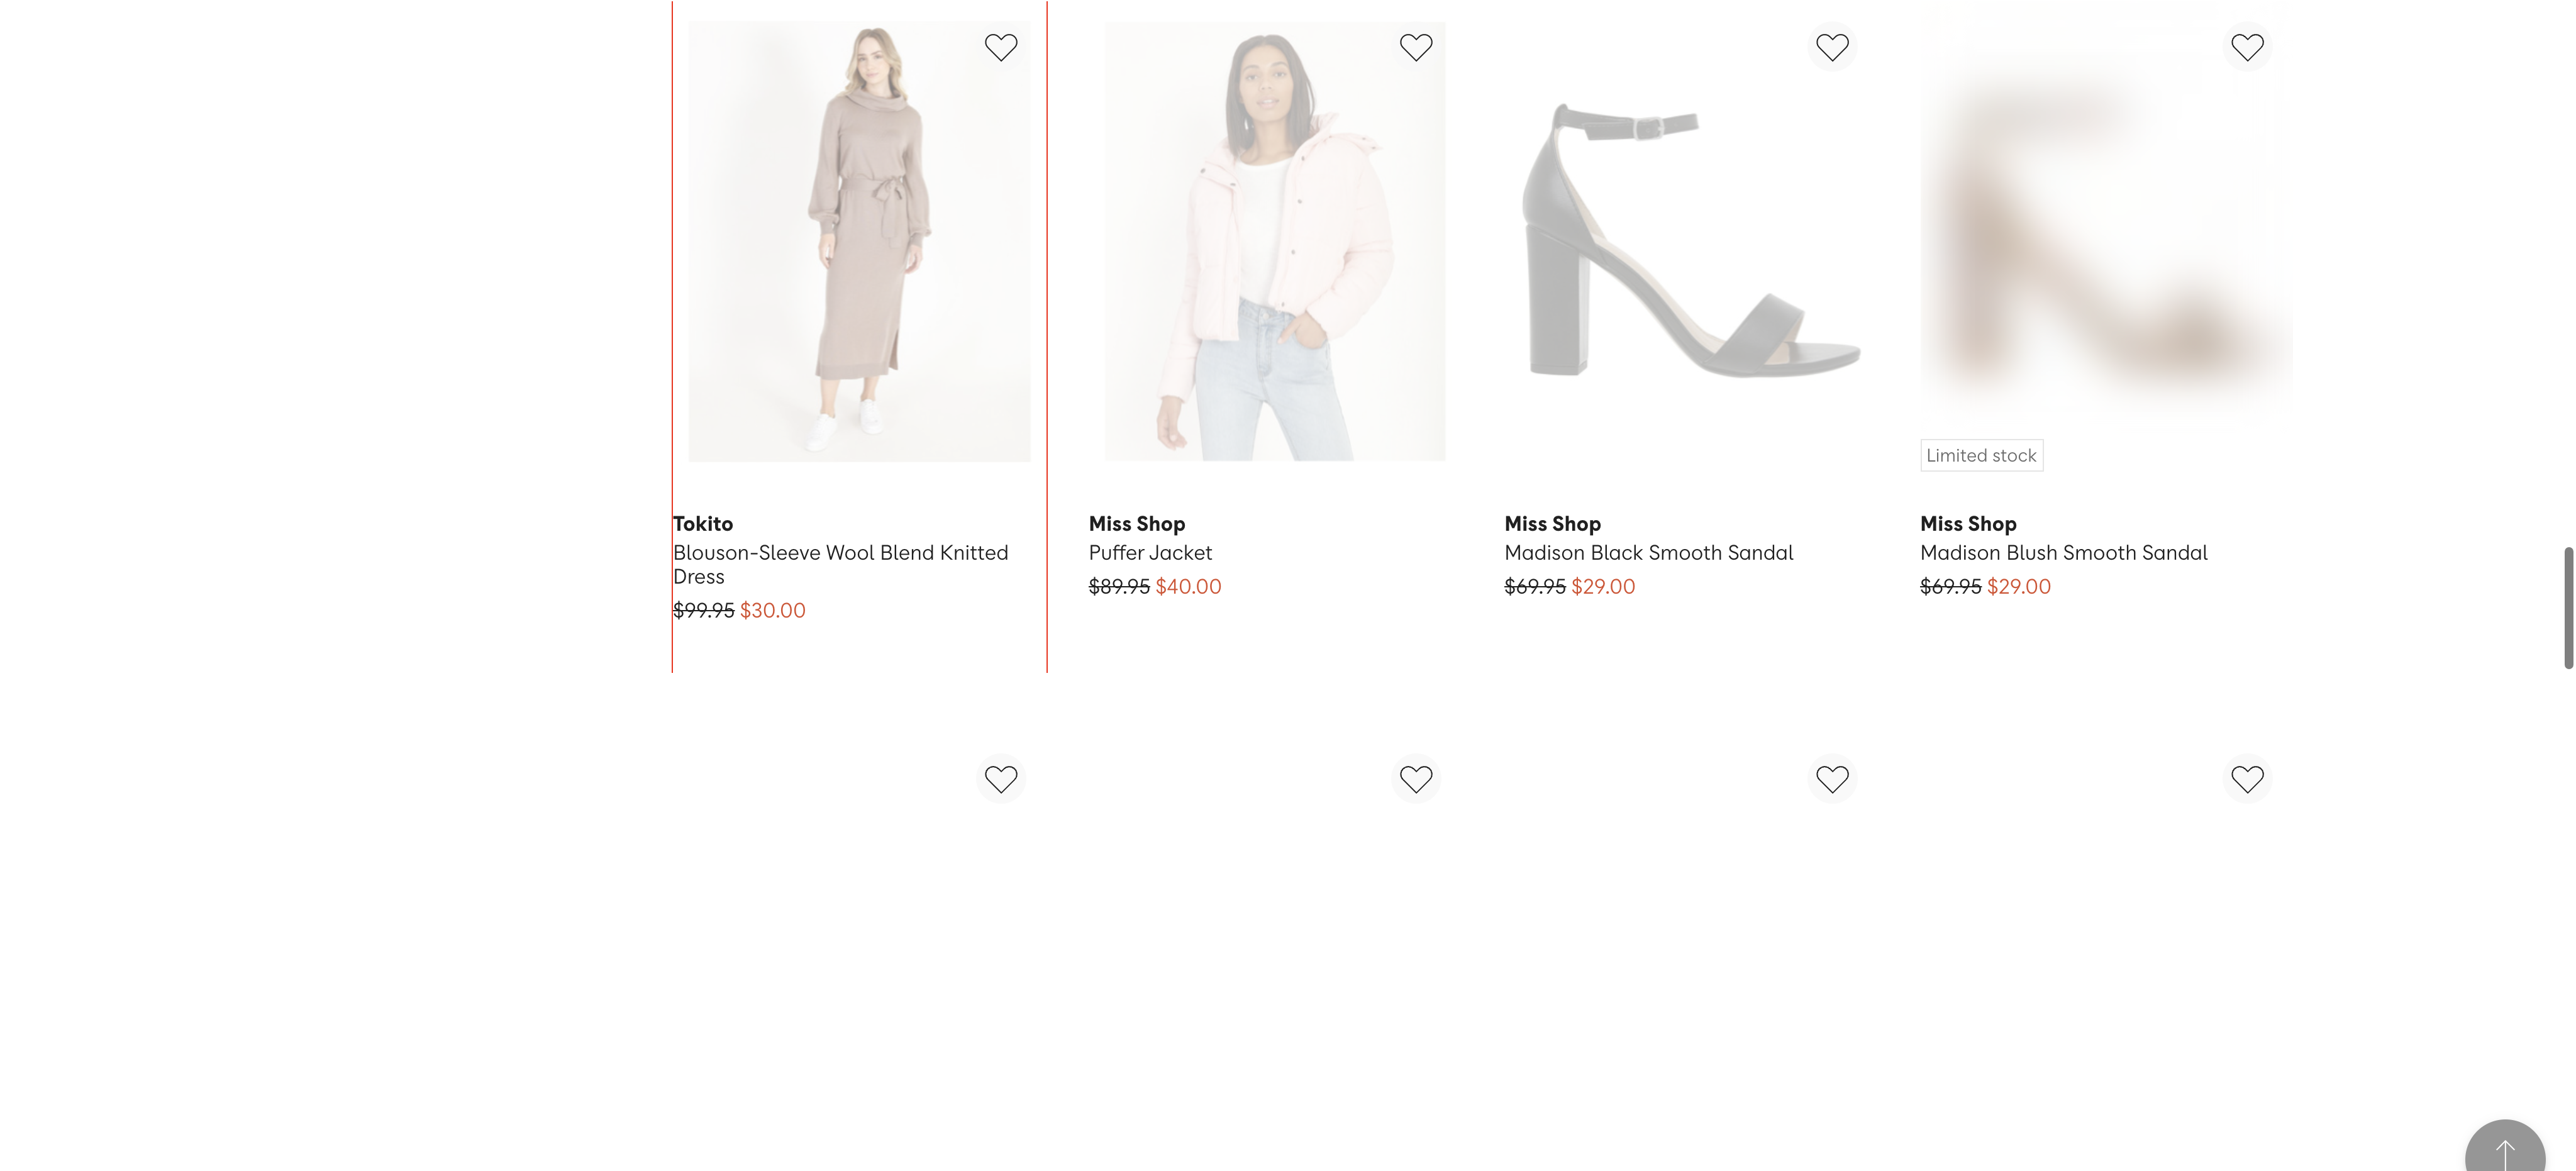 Limited stock
Tokito
Blouson-Sleeve Wool Blend Knitted
Dress
$99.95 $30.00
Miss Shop
Puffer Jacket
$89.95 $40.00
Miss Shop
Madison Black Smooth Sandal
$69.95 $29.00
Miss Shop
Madison Blush Smooth Sandal
$69.95 $29.00